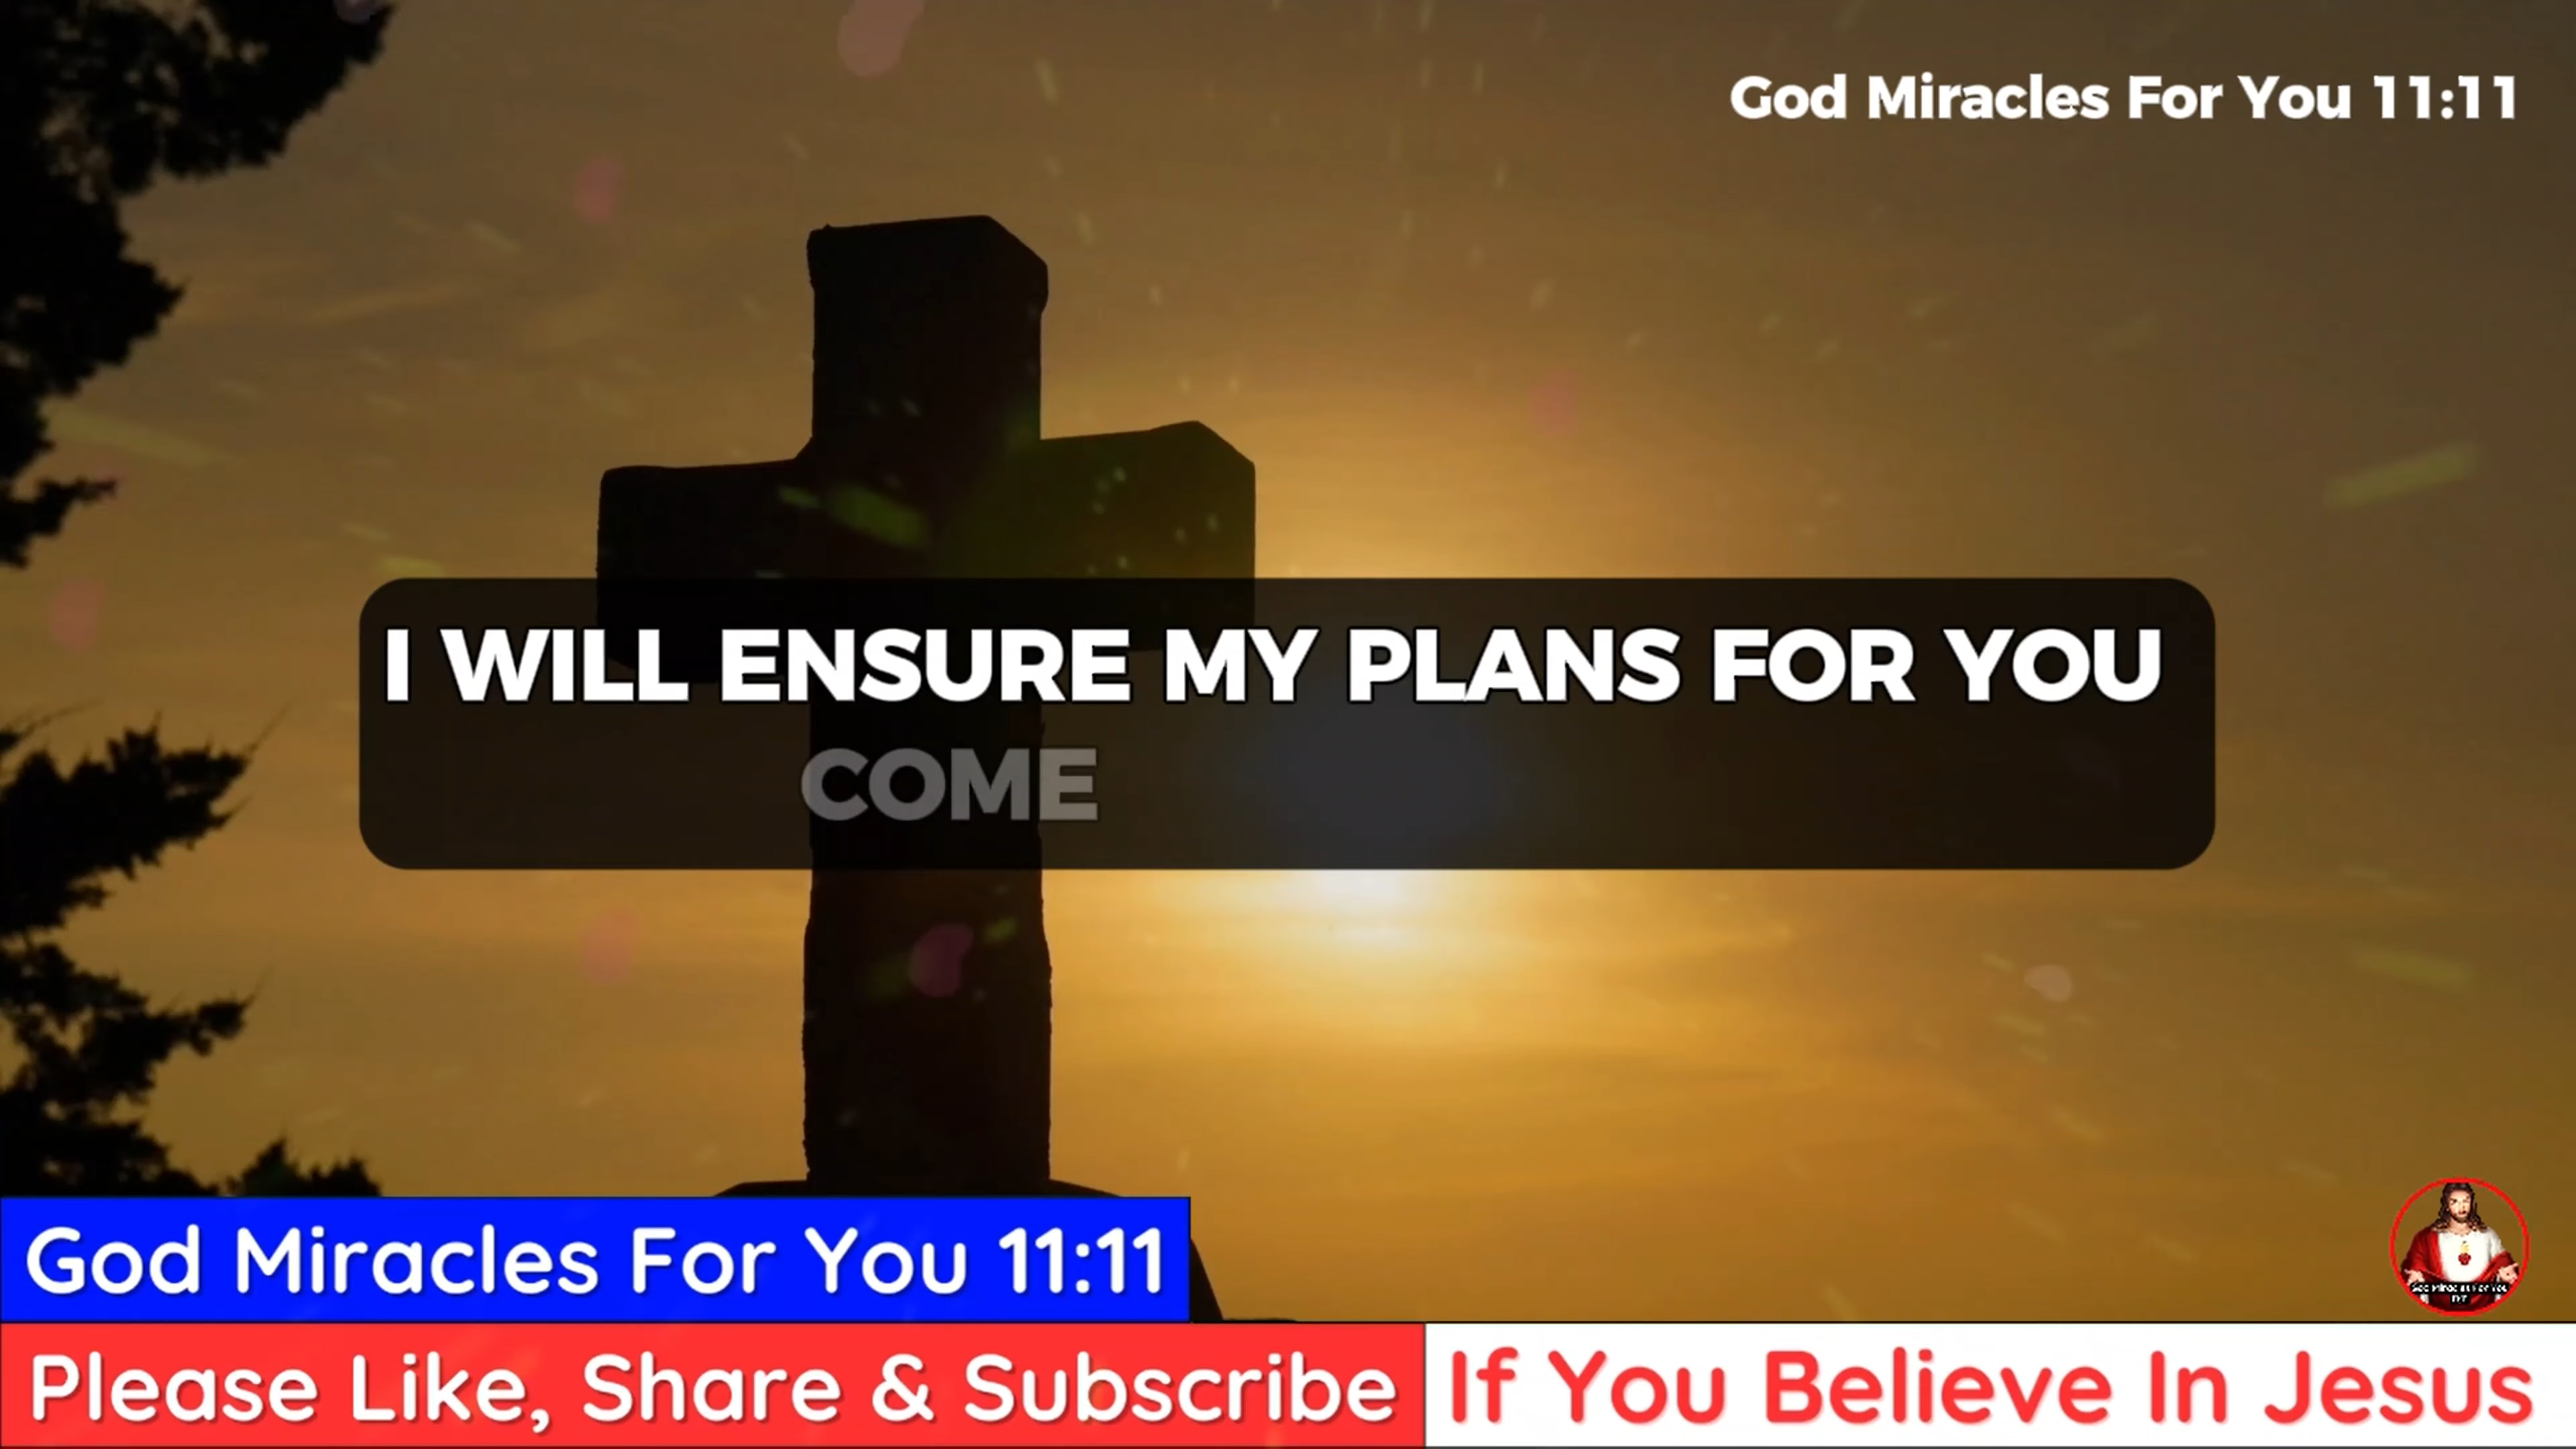 God Miracles For You 11:11
I WILL ENSURE MY PLANS FOR YOU
COME
God Miracles For You 11:11
Please Like, Share & Subscribe
If You Believe In Jesus